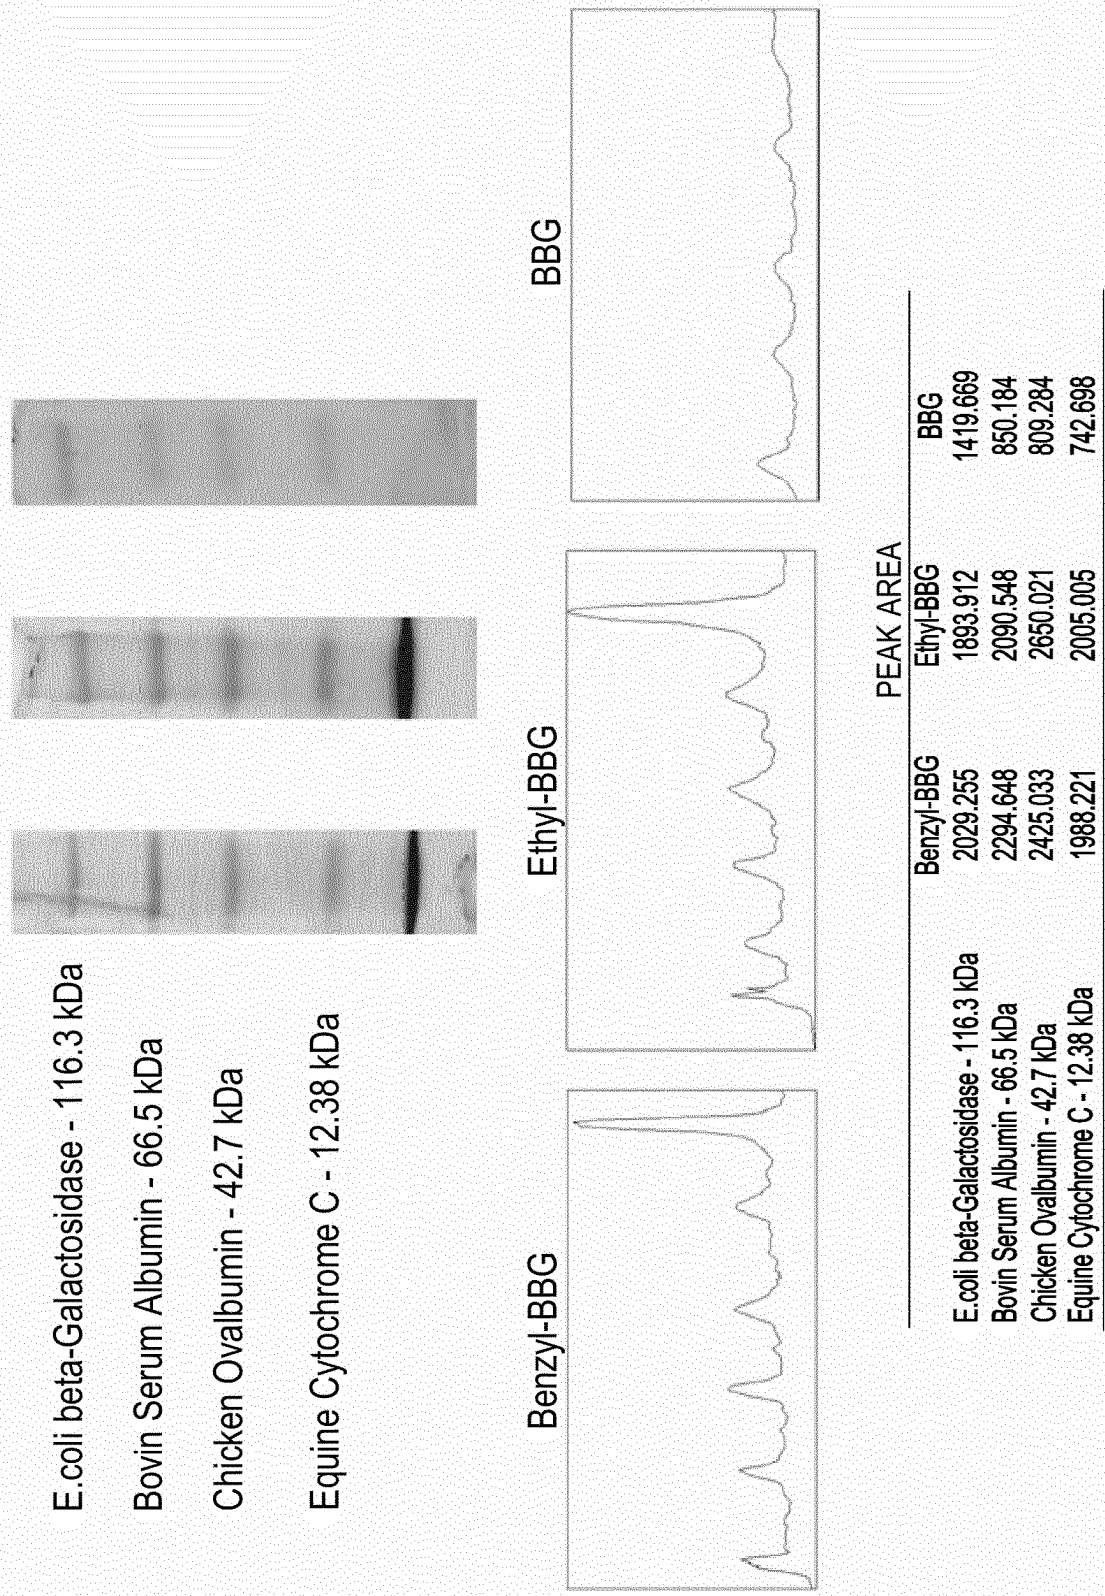 E.coli beta-Galactosidase - 116.3 kDa
Bovin Serum Albumin - 66.5 kDa
Chicken Ovalbumin - 42.7 kDa
Equine Cytochrome C - 12.38 kDa
Benzyl-BBG Ethyl-BBG BBG
PEAK AREA
Benzyl-BBG Ethyl-BBG BBG
E.coli beta-Galactosidase - 116.3 kDa 2029.255 1893.912 1419.669
Bovin Serum Albumin - 66.5 kDa 2294.648 2090.548 850.184
Chicken Ovalbumin - 42.7 kDa 2425.033 2650.021 809.284
Equine Cytochrome C - 12.38 kDa 1988.221 2005.005 742.698